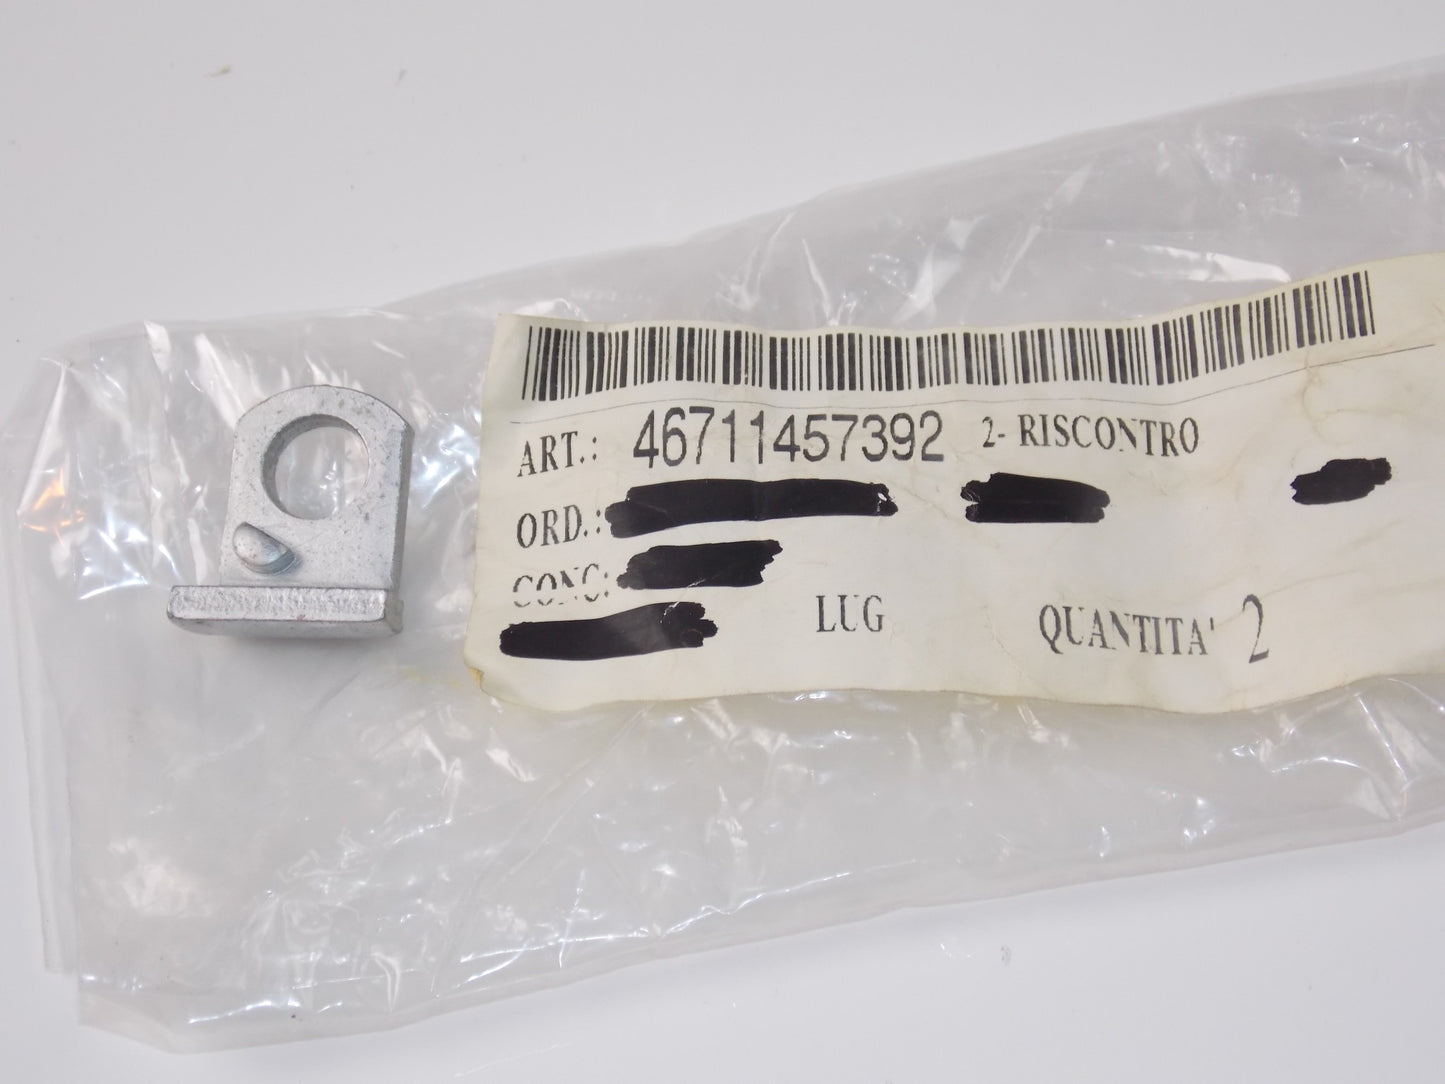 ART.: 46711457392 2- RISCONTRO
ORD.:
CONC:
LUG QUANTITA' 2